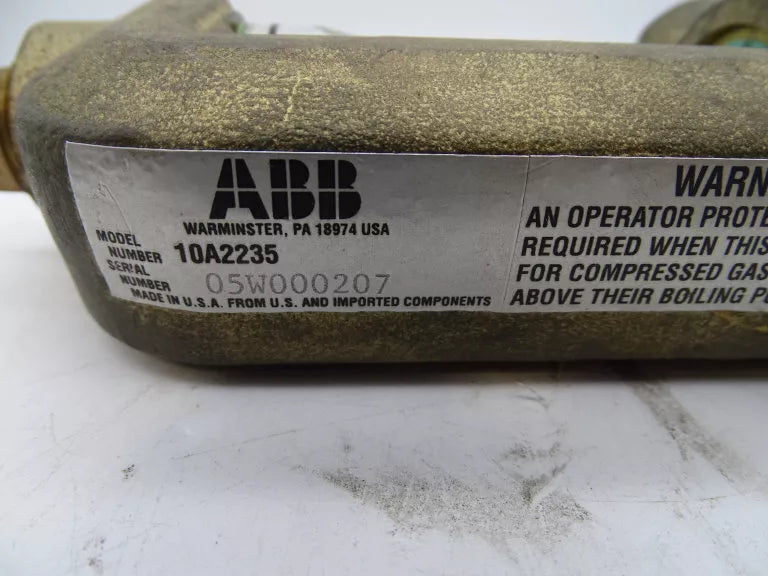 ABB
WARMINSTER, PA 18974 USA
MODEL
NUMBER 10A2235
SERIAL
NUMBER 05W000207
MADE IN U.S.A. FROM U.S. AND IMPORTED COMPONENTS
WARN
AN OPERATOR PROTE
REQUIRED WHEN THIS
FOR COMPRESSED GAS
ABOVE THEIR BOILING P